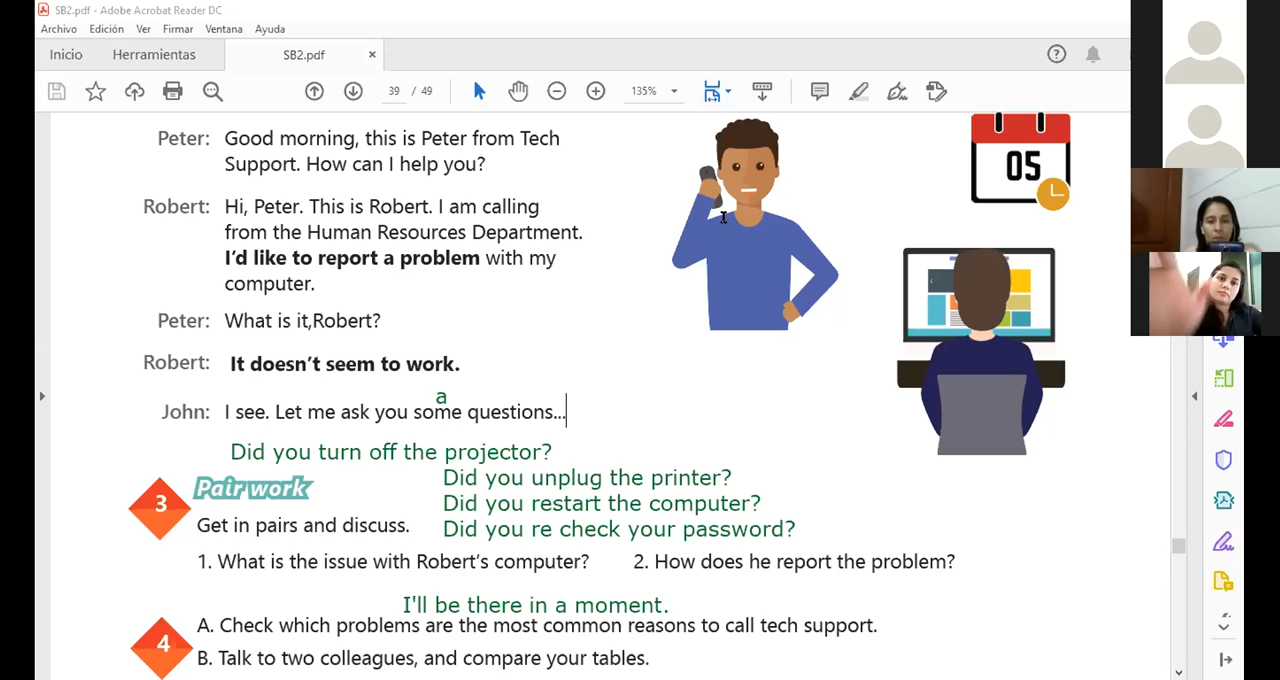 SB2.pdf - Adobe Acrobat Reader DC
Archivo Edición Ver Firmar Ventana Ayuda
Inicio Herramientas SB2.pdf ×
39 / 49 135%
Peter: Good morning, this is Peter from Tech
Support. How can I help you?
Robert: Hi, Peter. This is Robert. I am calling
from the Human Resources Department.
I'd like to report a problem with my
computer.
Peter: What is it,Robert?
Robert: It doesn't seem to work.
a
John: I see. Let me ask you some questions...
Did you turn off the projector?
Did you unplug the printer?
Did you restart the computer?
Did you re check your password?
3 Pair work
Get in pairs and discuss.
1. What is the issue with Robert's computer? 2. How does he report the problem?
I'll be there in a moment.
4 A. Check which problems are the most common reasons to call tech support.
B. Talk to two colleagues, and compare your tables.
05